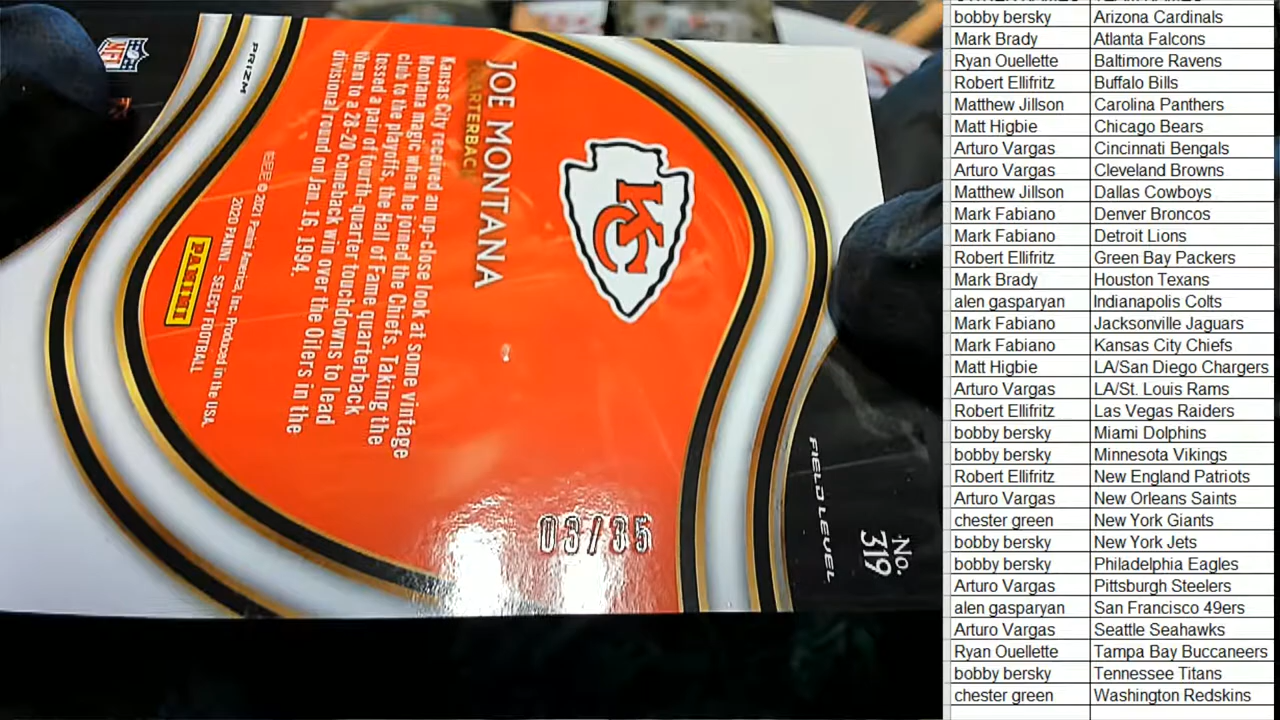 JOE MONTANA
QUARTERBACK
Kansas City received an up-close look at some vintage
Montana magic when he joined the Chiefs. Taking the
club to the playoffs, the Hall of Fame quarterback
tossed a pair of fourth-quarter touchdowns to lead
them to a 28-20 comeback win over the Oilers in the
divisional round on Jan. 16, 1994.
© 2021 Panini America, Inc. Produced in the USA.
2020 PANINI - SELECT FOOTBALL
PANINI
PRIZM
NFL
KC
03/35
FIELD LEVEL
No.
319
bobby bersky Arizona Cardinals
Mark Brady Atlanta Falcons
Ryan Ouellette Baltimore Ravens
Robert Ellifritz Buffalo Bills
Matthew Jillson Carolina Panthers
Matt Higbie Chicago Bears
Arturo Vargas Cincinnati Bengals
Arturo Vargas Cleveland Browns
Matthew Jillson Dallas Cowboys
Mark Fabiano Denver Broncos
Mark Fabiano Detroit Lions
Robert Ellifritz Green Bay Packers
Mark Brady Houston Texans
alen gasparyan Indianapolis Colts
Mark Fabiano Jacksonville Jaguars
Mark Fabiano Kansas City Chiefs
Matt Higbie LA/San Diego Chargers
Arturo Vargas LA/St. Louis Rams
Robert Ellifritz Las Vegas Raiders
bobby bersky Miami Dolphins
bobby bersky Minnesota Vikings
Robert Ellifritz New England Patriots
Arturo Vargas New Orleans Saints
chester green New York Giants
bobby bersky New York Jets
bobby bersky Philadelphia Eagles
Arturo Vargas Pittsburgh Steelers
alen gasparyan San Francisco 49ers
Arturo Vargas Seattle Seahawks
Ryan Ouellette Tampa Bay Buccaneers
bobby bersky Tennessee Titans
chester green Washington Redskins